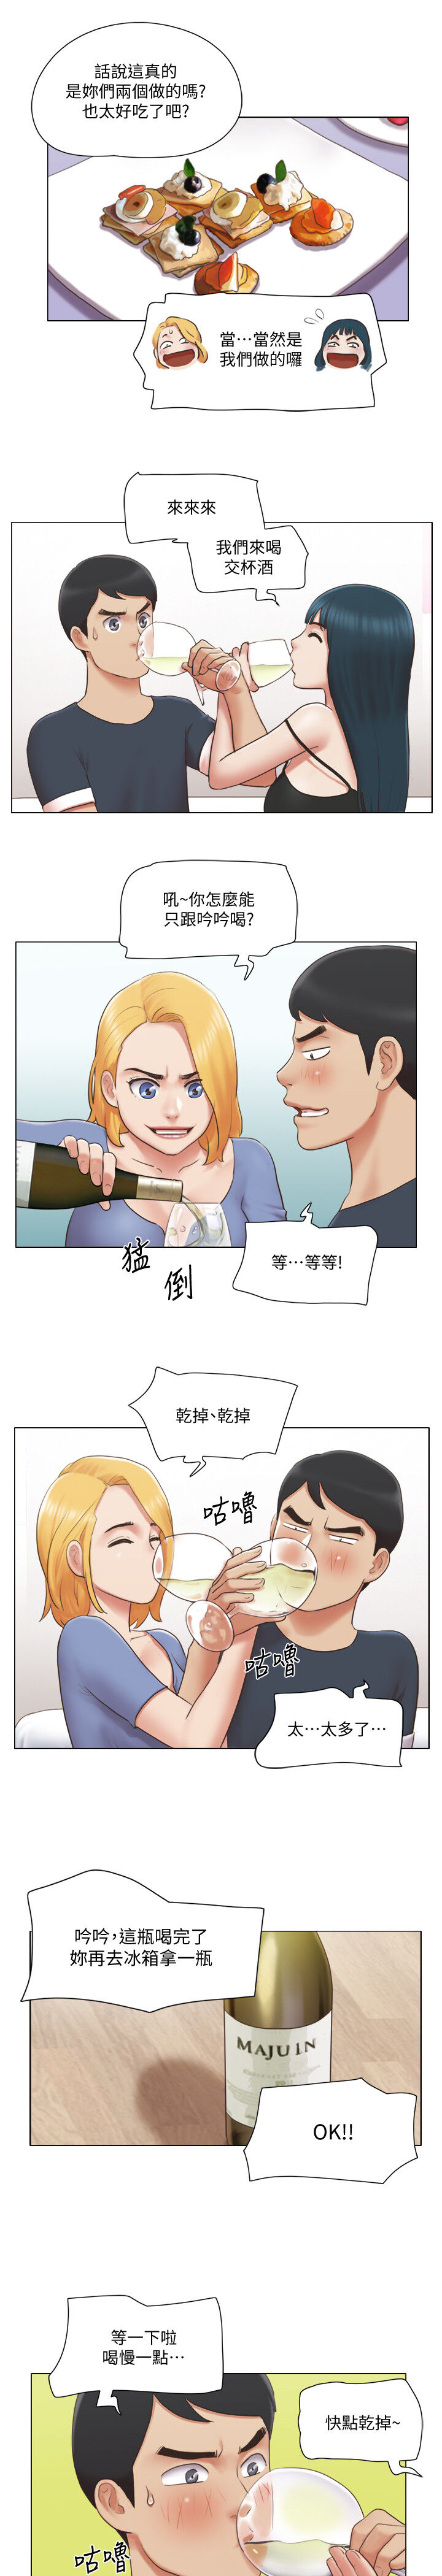 話說這真的
是妳們兩個做的嗎?
也太好吃了吧?
當…當然是
我們做的囉
來來來
我們來喝
交杯酒
吼~你怎麼能
只跟吟吟喝?
猛
倒
等…等等!
乾掉、乾掉
咕嚕
咕嚕
太…太多了…
吟吟，這瓶喝完了
妳再去冰箱拿一瓶
MAJUIN
OK!!
等一下啦
喝慢一點…
快點乾掉~
咕嚕